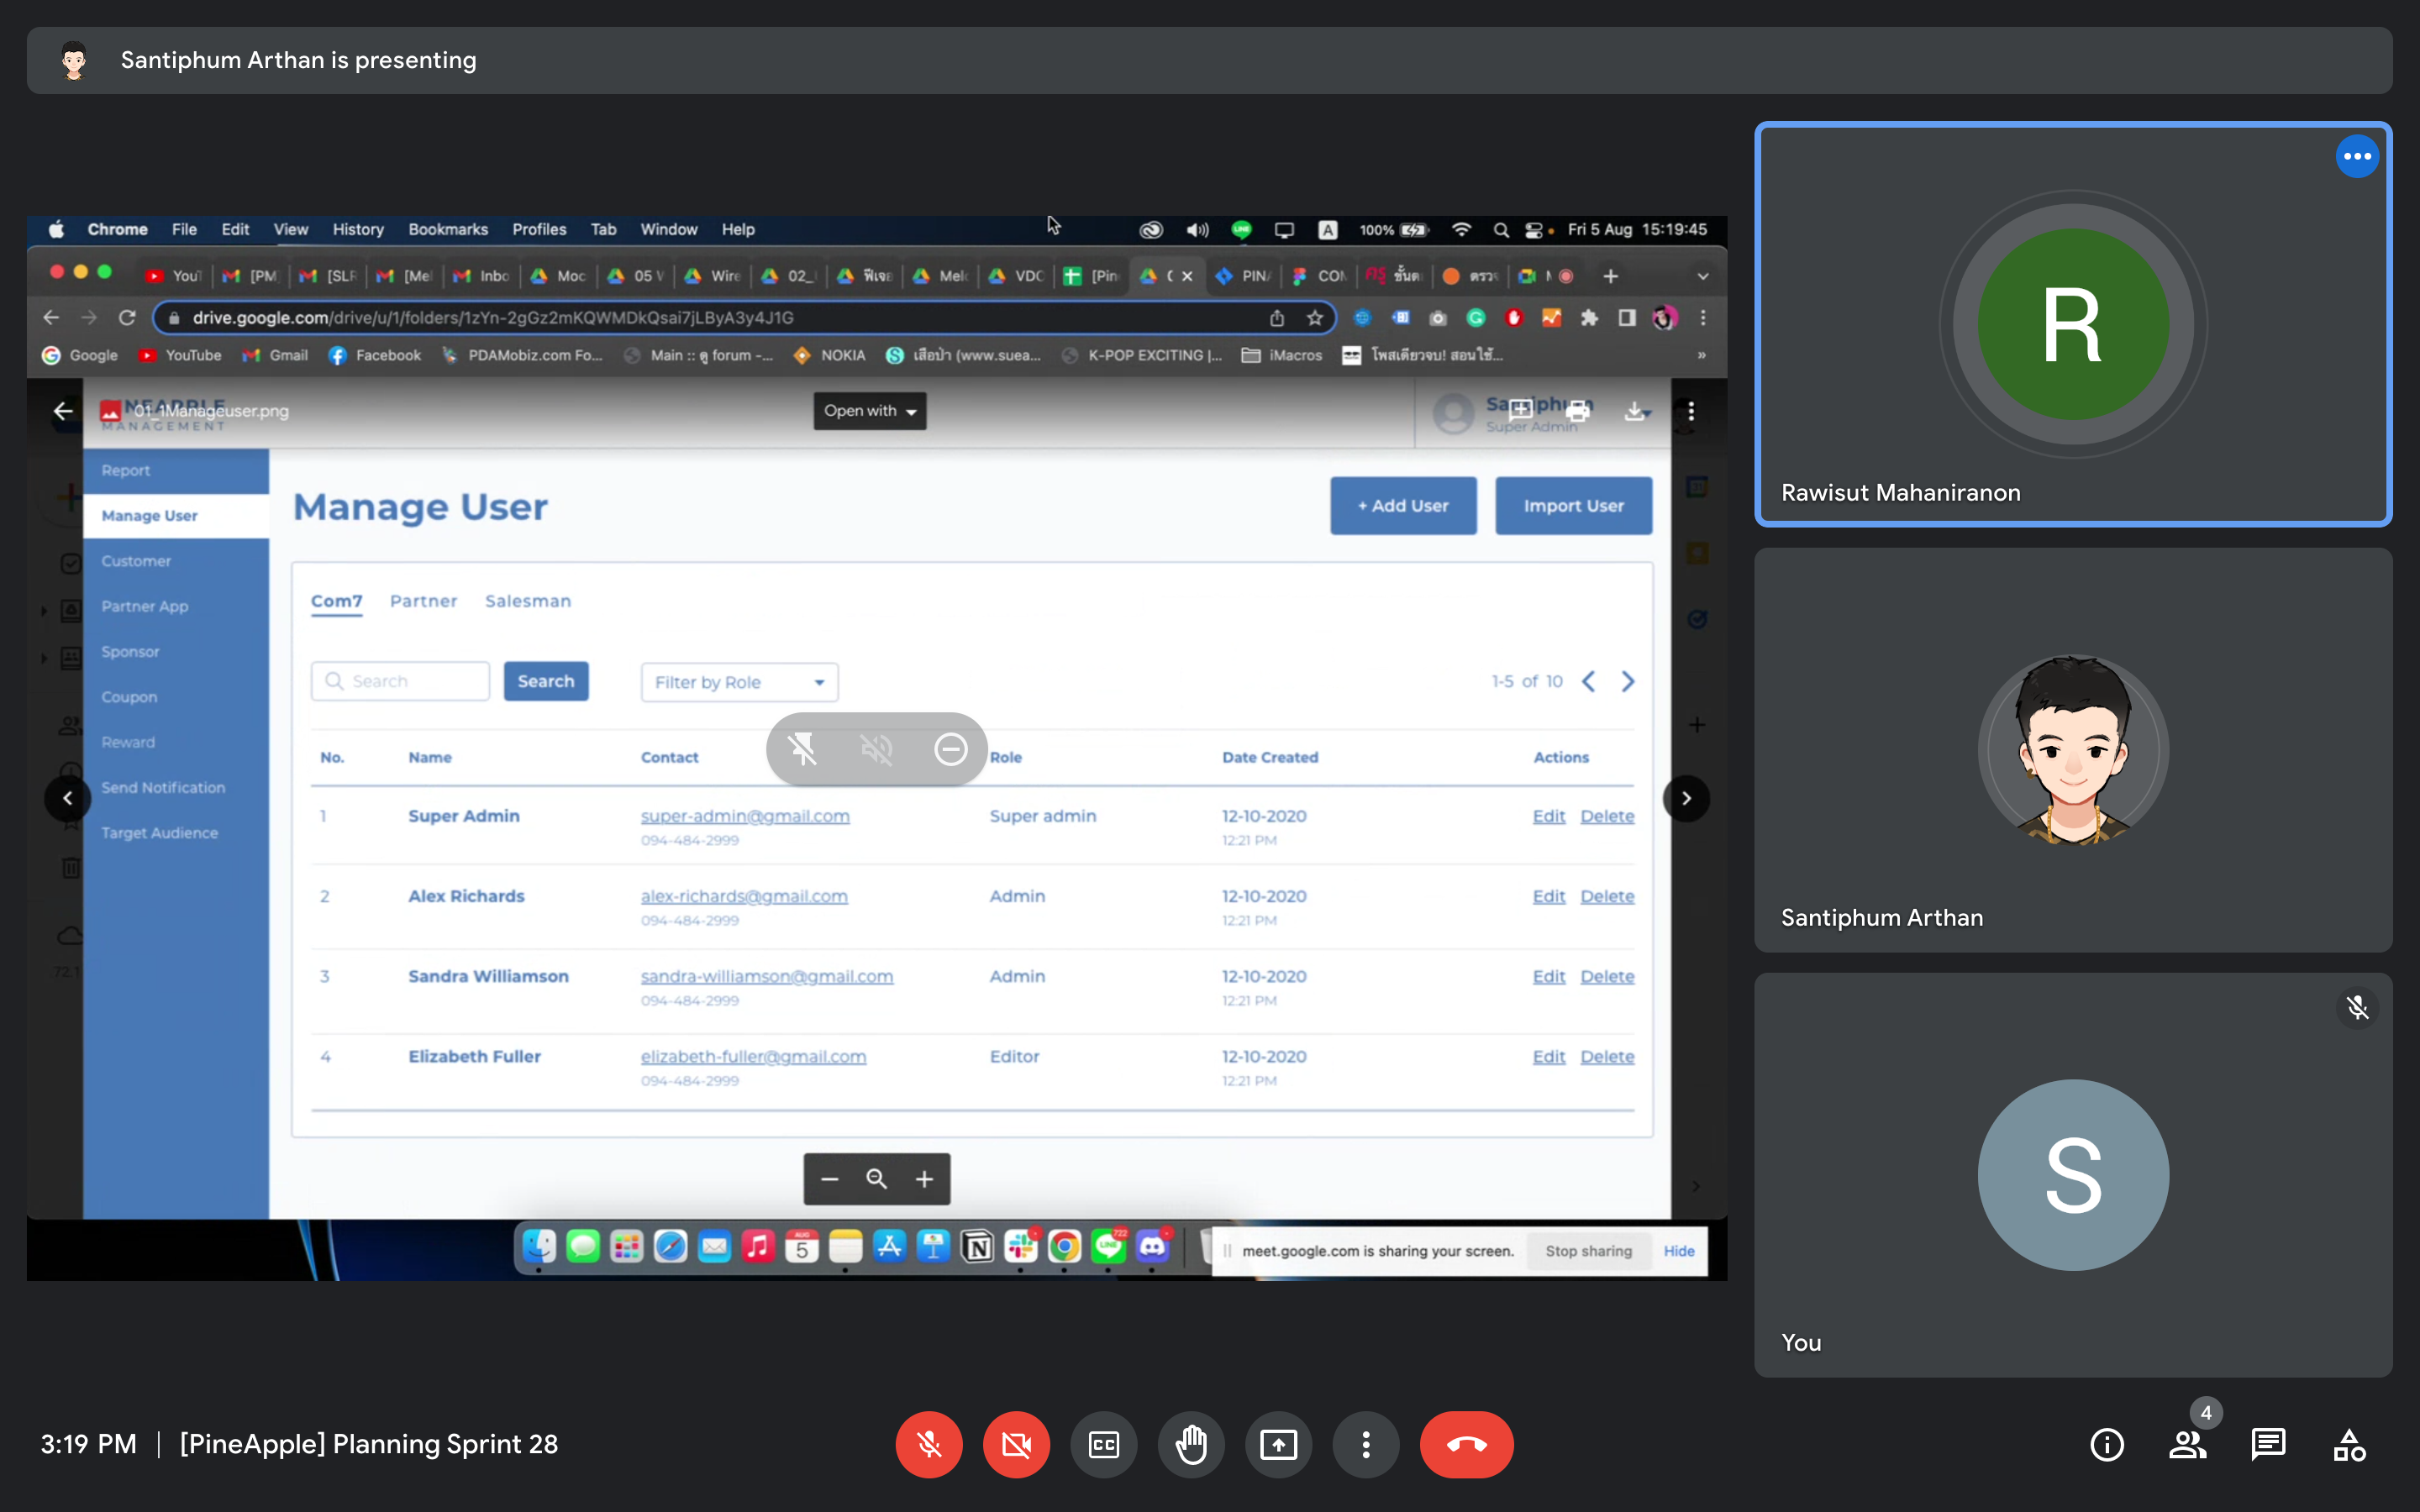 Santiphum Arthan is presenting
Chrome File Edit View History Bookmarks Profiles Tab Window Help
A 100% Fri 5 Aug 15:19:45
YouT [PM [SLR [Me Inbo Moc 05 Wire 02_ ฟีเจอ VDO [Pin PIN COM ขั้นต ตรวจ
drive.google.com/drive/u/1/folders/1zYn-2gGz2mKQWMDkQsai7jLByA3y4J1G
Google YouTube Gmail Facebook PDAMobiz.com Fo... Main :: ดู forum -... NOKIA เสือป่า (www.suea... K-POP EXCITING |... iMacros โพสเดียวจบ! สอนใช้... »
01_1Manageuser.png
MANAGEMENT
Open with
Santiphum
Super Admin
Report
Manage User
Customer
Partner App
Sponsor
Coupon
Reward
Send Notification
Target Audience
Manage User
+ Add User Import User
Com7 Partner Salesman
Search Search Filter by Role 1-5 of 10
No. Name Contact Role Date Created Actions
1 Super Admin super-admin@gmail.com Super admin 12-10-2020 Edit Delete
094-484-2999 12:21 PM
2 Alex Richards alex-richards@gmail.com Admin 12-10-2020 Edit Delete
094-484-2999 12:21 PM
3 Sandra Williamson sandra-williamson@gmail.com Admin 12-10-2020 Edit Delete
094-484-2999 12:21 PM
4 Elizabeth Fuller elizabeth-fuller@gmail.com Editor 12-10-2020 Edit Delete
094-484-2999 12:21 PM
AUG
5
722
meet.google.com is sharing your screen. Stop sharing Hide
R
Rawisut Mahaniranon
Santiphum Arthan
S
You
3:19 PM | [PineApple] Planning Sprint 28
CC
4